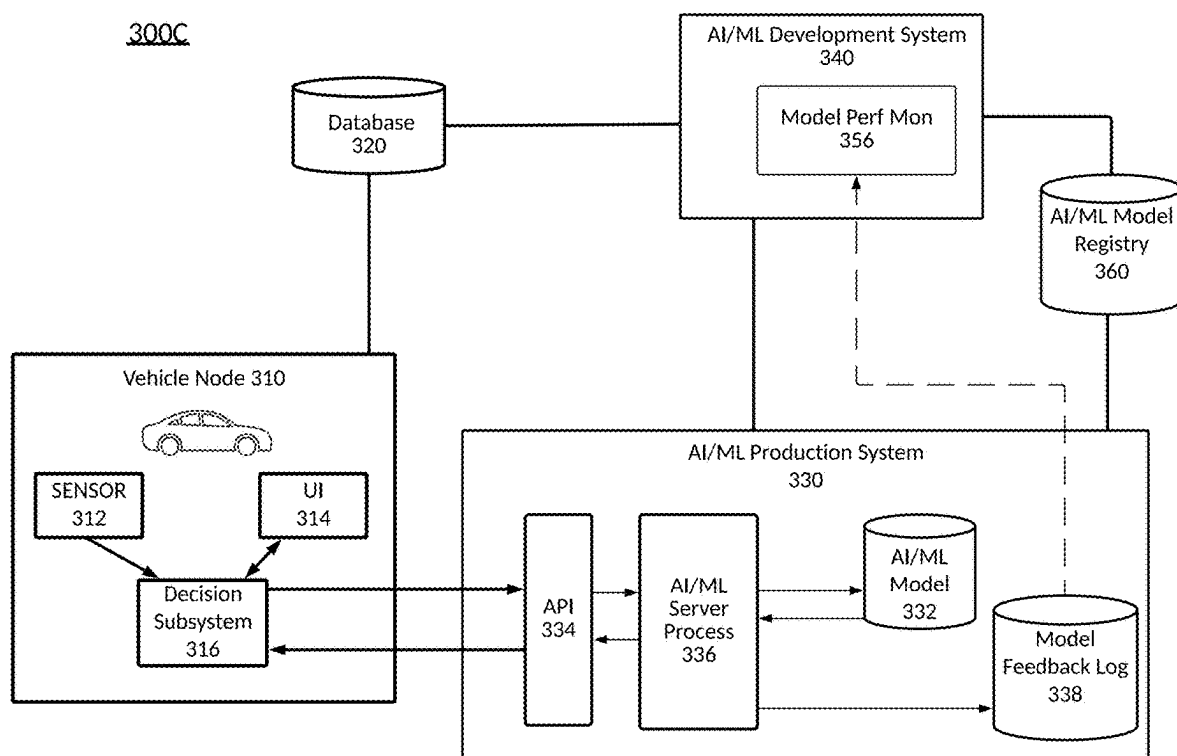 300C
AI/ML Development System
340
Model Perf Mon
356
Database
320
AI/ML Model
Registry
360
Vehicle Node 310
SENSOR
312
UI
314
Decision
Subsystem
316
AI/ML Production System
330
API
334
AI/ML
Server
Process
336
AI/ML
Model
332
Model
Feedback Log
338